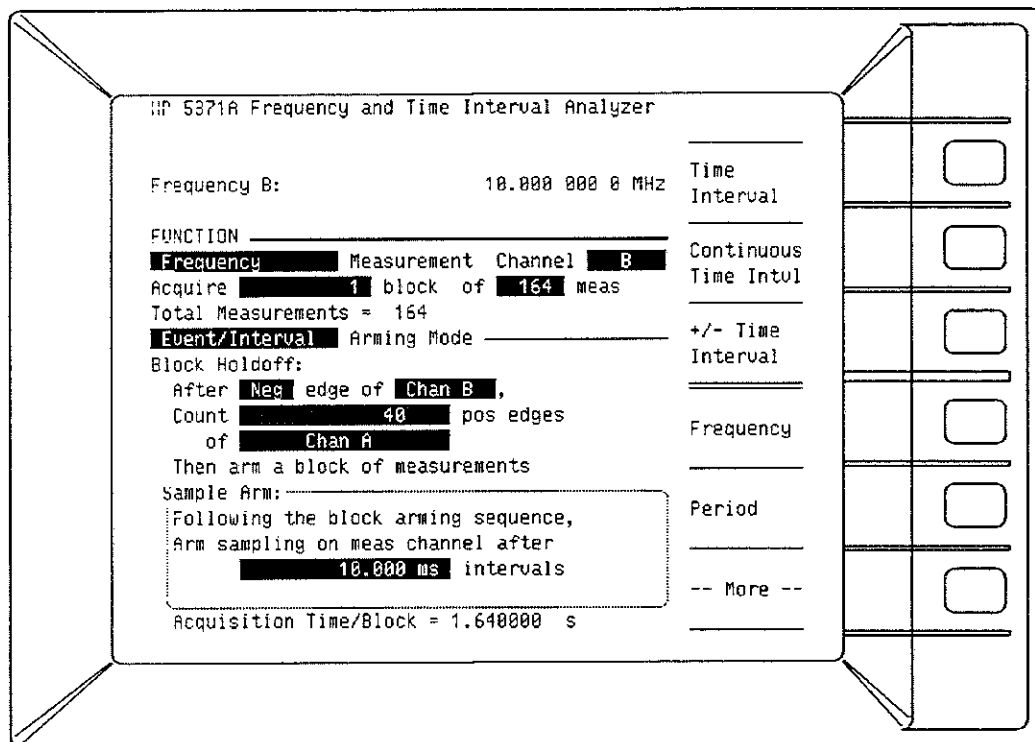 HP 5371A Frequency and Time Interval Analyzer
Frequency B: 10.000 000 0 MHz
FUNCTION
Frequency Measurement Channel B
Acquire 1 block of 164 meas
Total Measurements = 164
Event/Interval Arming Mode
Block Holdoff:
After Neg edge of Chan B ,
Count 40 pos edges
of Chan A
Then arm a block of measurements
Sample Arm:
Following the block arming sequence,
Arm sampling on meas channel after
10.000 ms intervals
Acquisition Time/Block = 1.640000 s
Time
Interval
Continuous
Time Intvl
+/- Time
Interval
Frequency
Period
-- More --